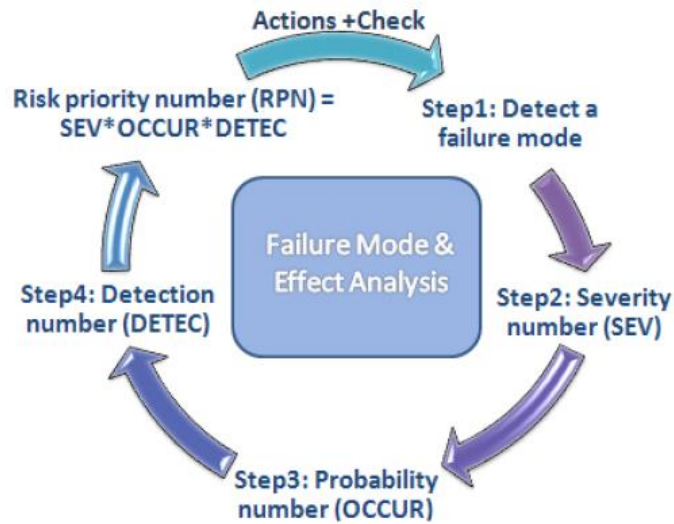 Actions +Check
Risk priority number (RPN) =
SEV*OCCUR*DETEC
Step1: Detect a
failure mode
Failure Mode &
Effect Analysis
Step4: Detection
number (DETEC)
Step2: Severity
number (SEV)
Step3: Probability
number (OCCUR)